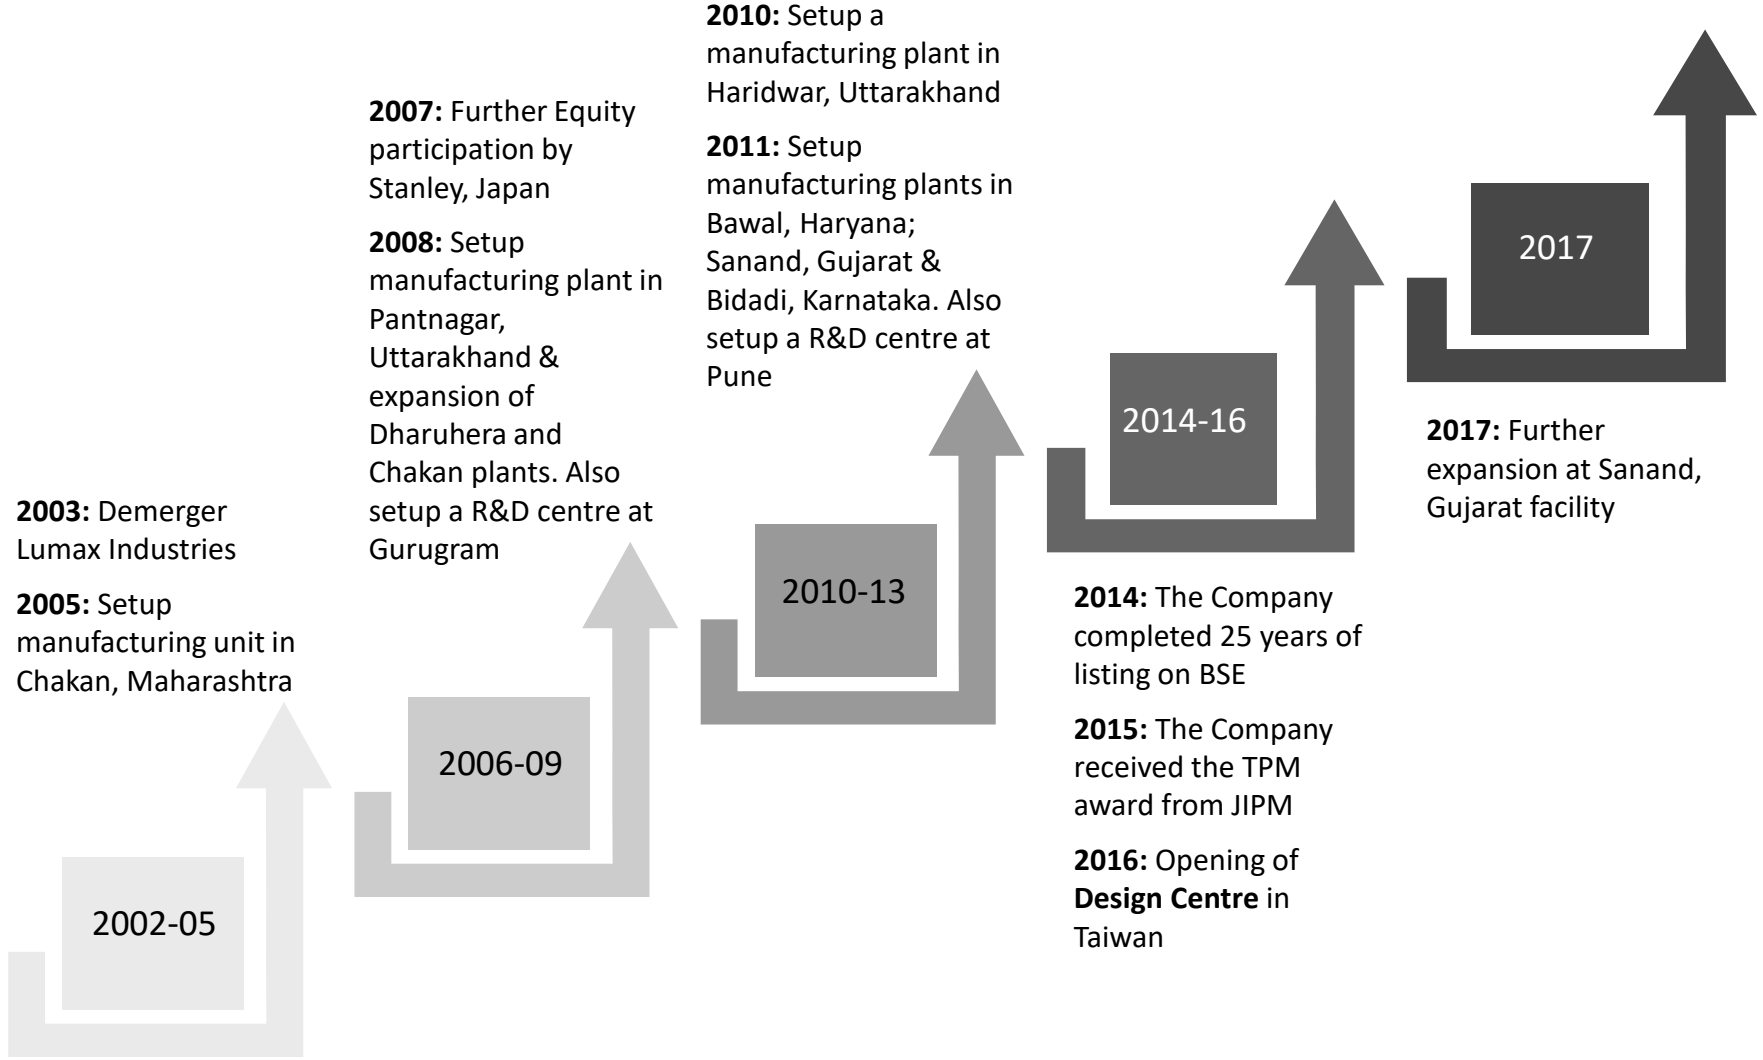 2003: Demerger
Lumax Industries
2005: Setup
manufacturing unit in
Chakan, Maharashtra
2002-05
2007: Further Equity
participation by
Stanley, Japan
2008: Setup
manufacturing plant in
Pantnagar,
Uttarakhand &
expansion of
Dharuhera and
Chakan plants. Also
setup a R&D centre at
Gurugram
2006-09
2010: Setup a
manufacturing plant in
Haridwar, Uttarakhand
2011: Setup
manufacturing plants in
Bawal, Haryana;
Sanand, Gujarat &
Bidadi, Karnataka. Also
setup a R&D centre at
Pune
2010-13
2014-16
2014: The Company
completed 25 years of
listing on BSE
2015: The Company
received the TPM
award from JIPM
2016: Opening of
Design Centre in
Taiwan
2017
2017: Further
expansion at Sanand,
Gujarat facility